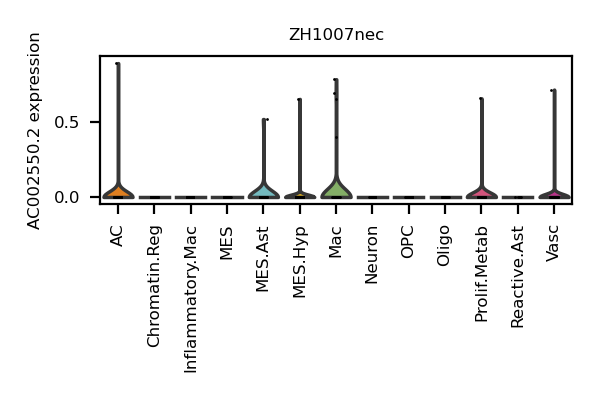 ZH1007nec
AC002550.2 expression
0.5
0.0
AC
Chromatin.Reg
Inflammatory.Mac
MES
MES.Ast
MES.Hyp
Mac
Neuron
OPC
Oligo
Prolif.Metab
Reactive.Ast
Vasc